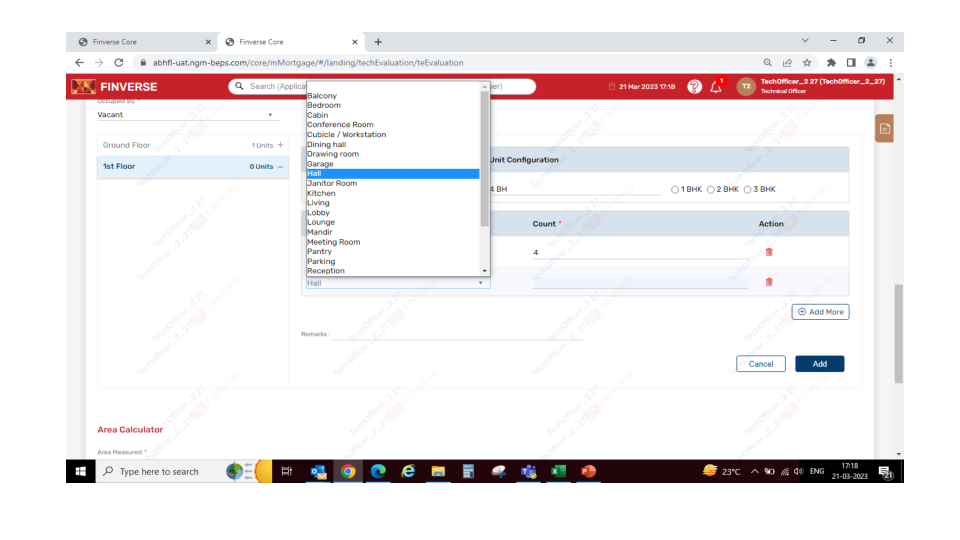 Finverse Core
Finverse Core
abhfl-uat.ngm-beps.com/core/mMortgage/#/landing/techEvaluation/teEvaluation
FINVERSE
Search (Applica
ber)
21 Mar 2023 17:18
1
T2
TechOfficer_2 27 (TechOfficer_2_27)
Technical Officer
Occupied By *
Vacant
Ground Floor
1 Units +
1st Floor
0 Units –
Balcony
Bedroom
Cabin
Conference Room
Cubicle / Workstation
Dining hall
Drawing room
Garage
Hall
Janitor Room
Kitchen
Living
Lobby
Lounge
Mandir
Meeting Room
Pantry
Parking
Reception
Hall
Unit Configuration
4 BH
1 BHK
2 BHK
3 BHK
Count *
Action
4
Add More
Remarks :
Cancel
Add
Area Calculator
Area Measured *
Type here to search
23°C
ENG
17:18
21-03-2023
21